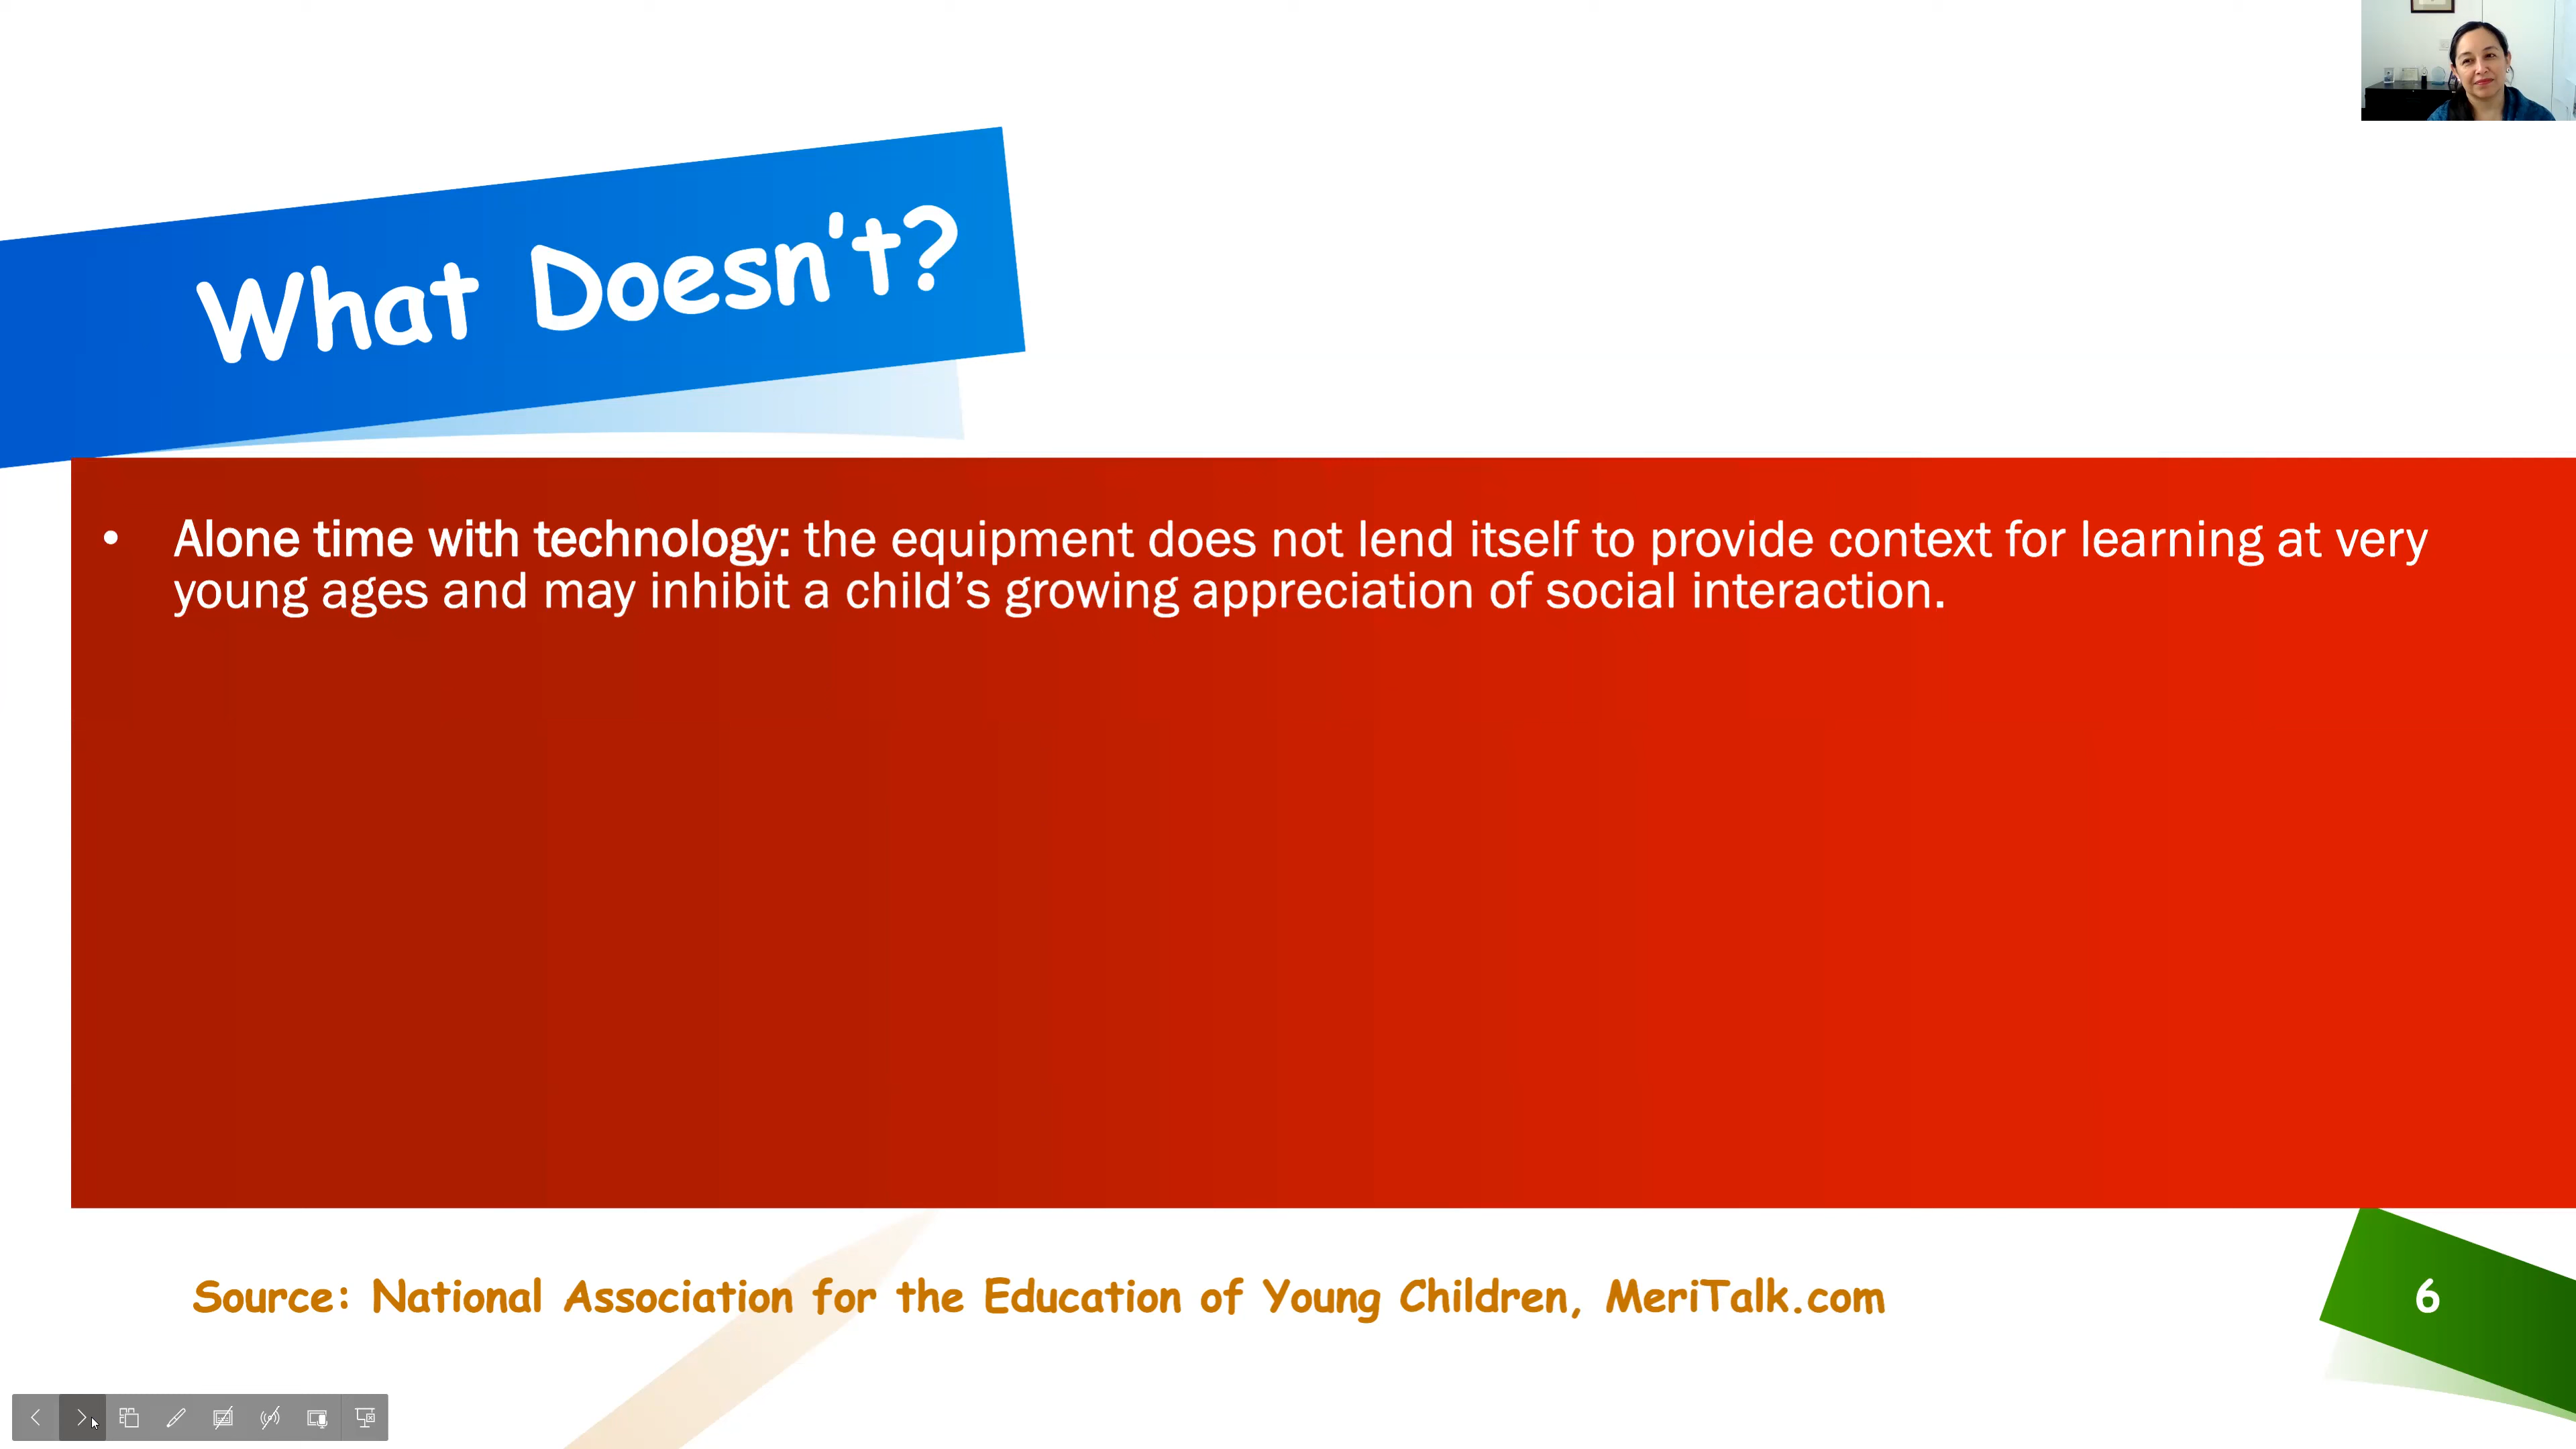 What Doesn't?
• Alone time with technology: the equipment does not lend itself to provide context for learning at very
young ages and may inhibit a child’s growing appreciation of social interaction.
Source: National Association for the Education of Young Children, MeriTalk.com
6